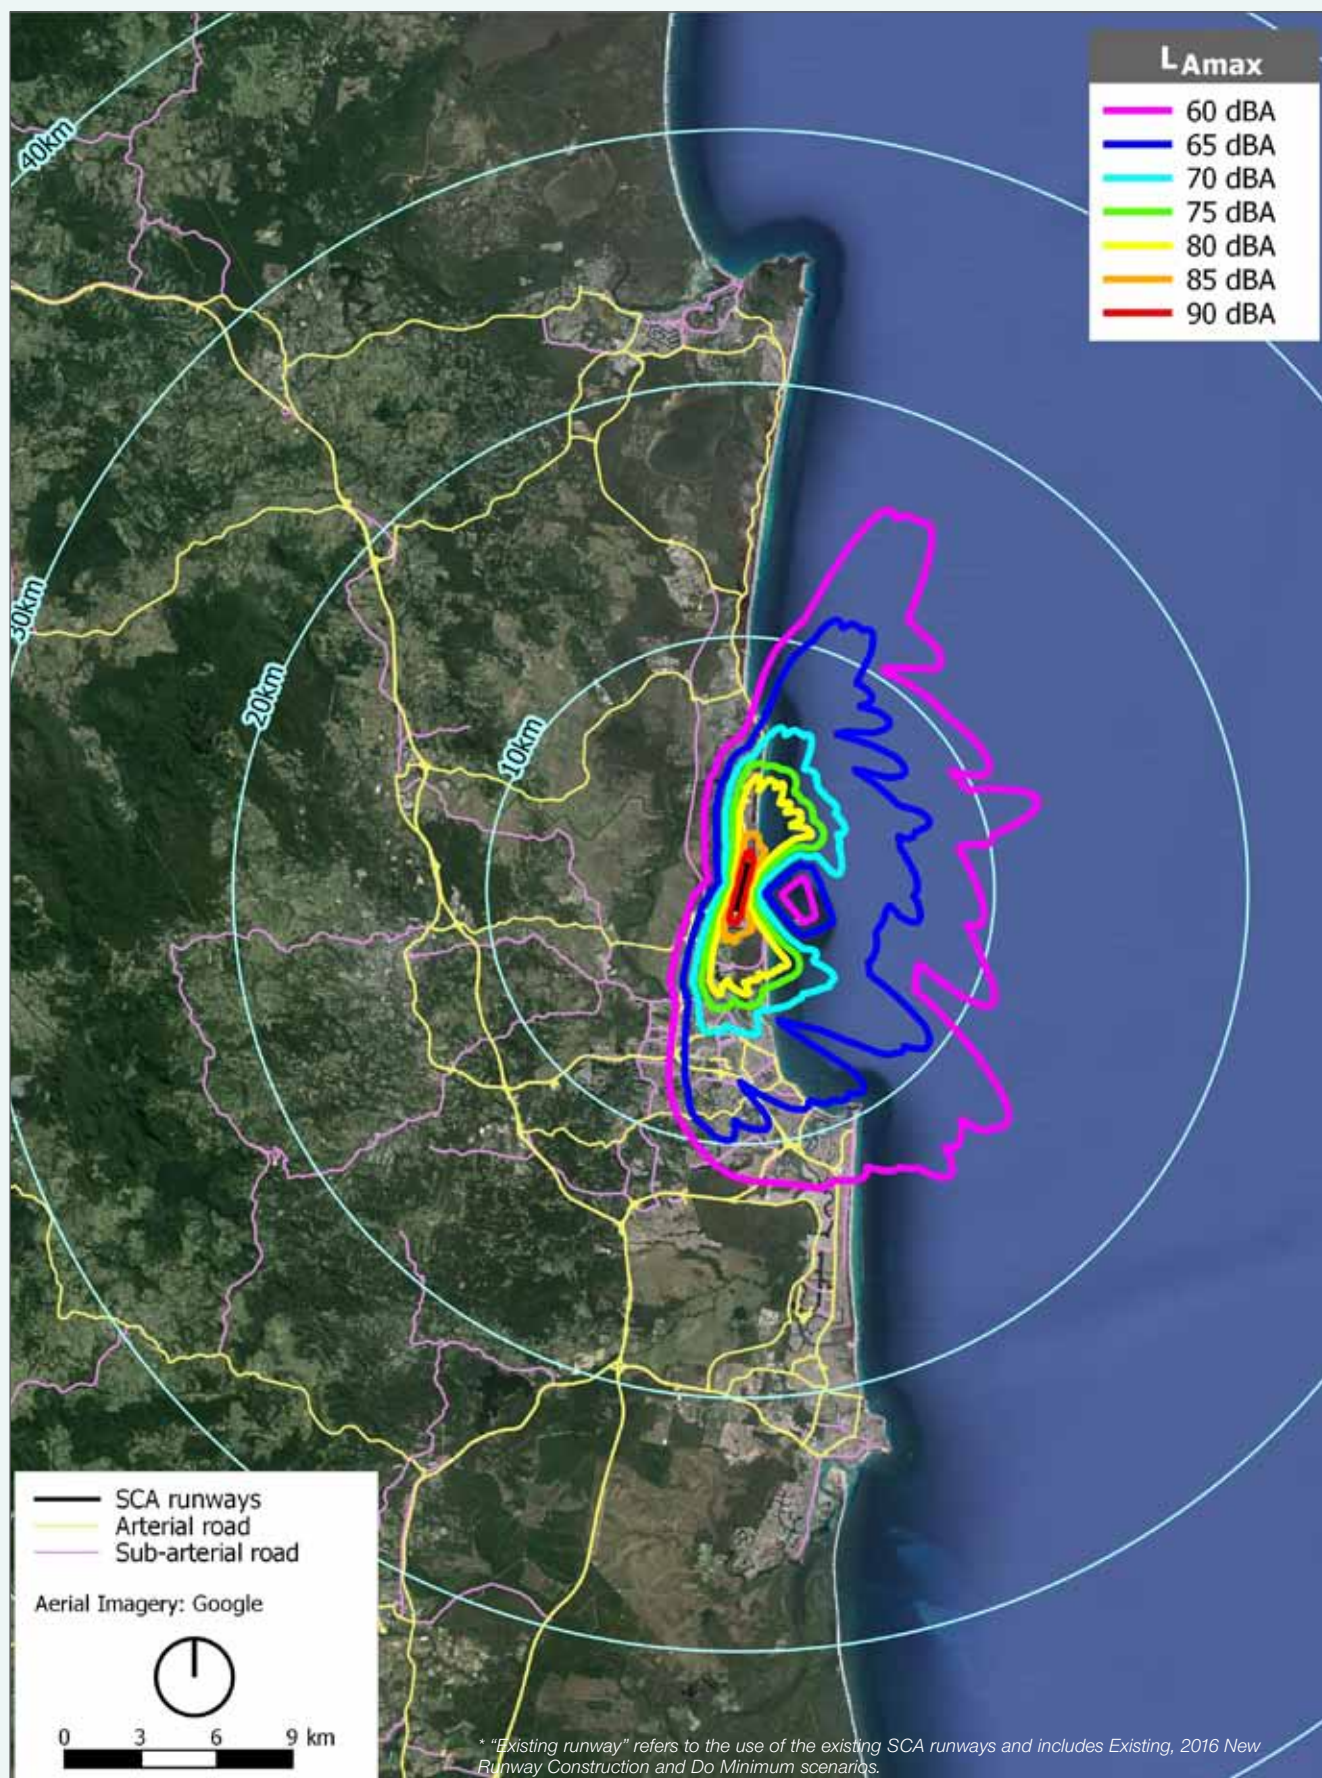 LAmax
60 dBA
65 dBA
70 dBA
75 dBA
80 dBA
85 dBA
90 dBA
40km
30km
20km
10km
SCA runways
Arterial road
Sub-arterial road
Aerial Imagery: Google
0 3 6 9 km
* “Existing runway” refers to the use of the existing SCA runways and includes Existing, 2016 New
Runway Construction and Do Minimum scenarios.